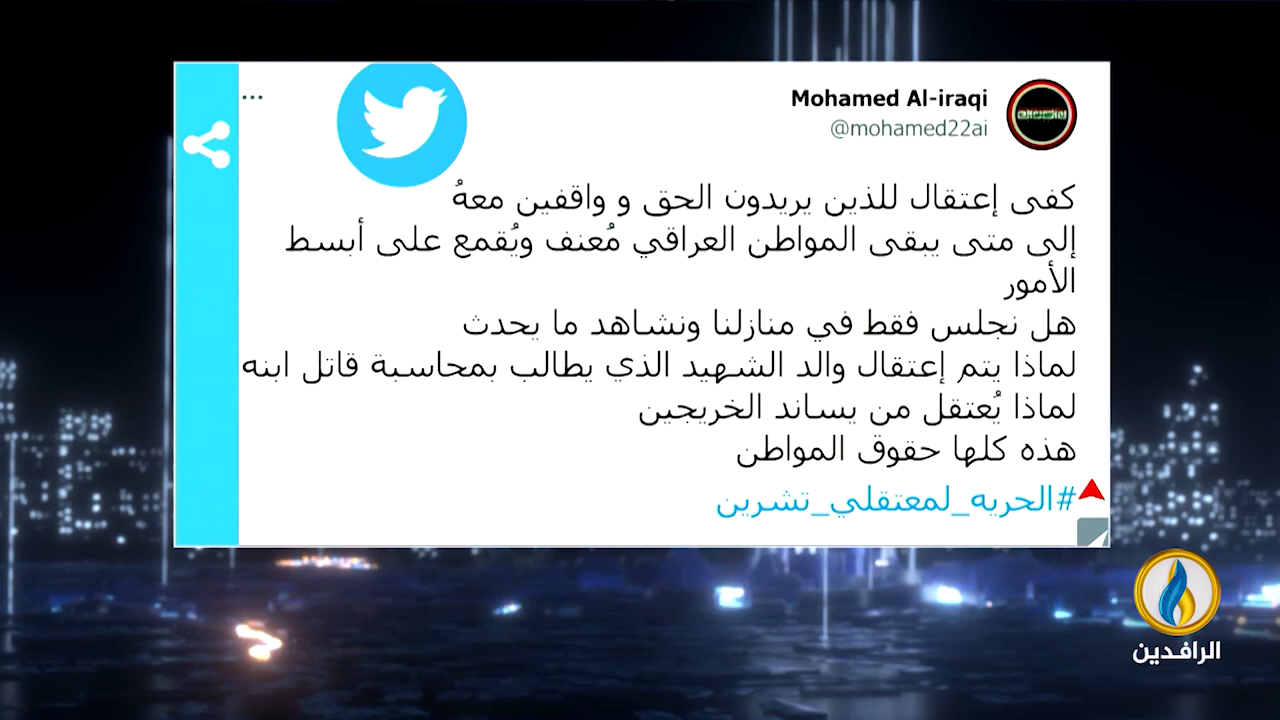 Mohamed Al-iraqi
@mohamed22ai
كفى إعتقال للذين يريدون الحق و واقفين معهُ
إلى متى يبقى المواطن العراقي مُعنف ويُقمع على أبسط
الأمور
هل نجلس فقط في منازلنا ونشاهد ما يحدث
لماذا يتم إعتقال والد الشهيد الذي يطالب بمحاسبة قاتل ابنه
لماذا يُعتقل من يساند الخريجين
هذه كلها حقوق المواطن
#الحريه_لمعتقلي_تشرين
الرافدين